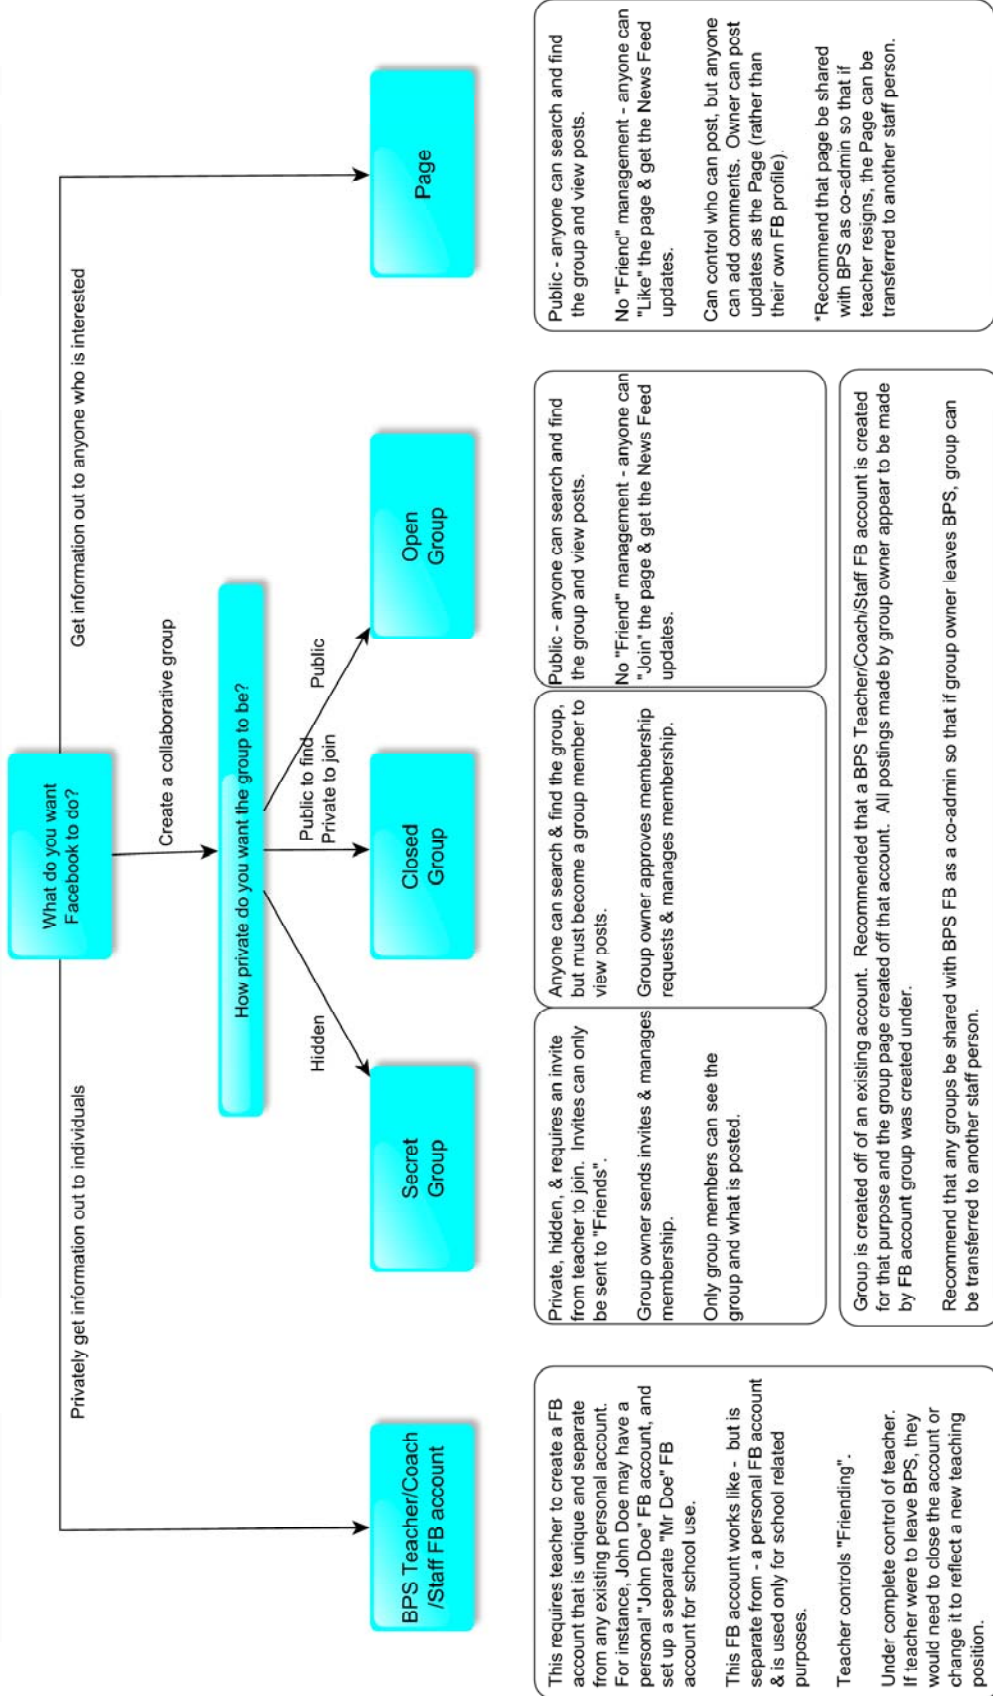 What do you want
Facebook to do?
Privately get information out to individuals
Create a collaborative group
Get information out to anyone who is interested
How private do you want the group to be?
Hidden
Public to find
Private to join
Public
BPS Teacher/Coach
/Staff FB account
Secret
Group
Closed
Group
Open
Group
Page
This requires teacher to create a FB
account that is unique and separate
from any existing personal account.
For instance, John Doe may have a
personal "John Doe" FB account, and
set up a separate "Mr Doe" FB
account for school use.
This FB account works like - but is
separate from - a personal FB account
& is used only for school related
purposes.
Teacher controls "Friending".
Under complete control of teacher.
If teacher were to leave BPS, they
would need to close the account or
change it to reflect a new teaching
position.
Private, hidden, & requires an invite
from teacher to join.  Invites can only
be sent to "Friends".
Group owner sends invites & manages
membership.
Only group members can see the
group and what is posted.
Anyone can search & find the group,
but must become a group member to
view posts.
Group owner approves membership
requests & manages membership.
Public - anyone can search and find
the group and view posts.
No "Friend" management - anyone can
"Join" the page & get the News Feed
updates.
Group is created off of an existing account.  Recommended that a BPS Teacher/Coach/Staff FB account is created
for that purpose and the group page created off that account.  All postings made by group owner appear to be made
by FB account group was created under.
Recommend that any groups be shared with BPS FB as a co-admin so that if group owner leaves BPS, group can
be transferred to another staff person.
Public - anyone can search and find
the group and view posts.
No "Friend" management - anyone can
"Like" the page & get the News Feed
updates.
Can control who can post, but anyone
can add comments.  Owner can post
updates as the Page (rather than
their own FB profile).
*Recommend that page be shared
with BPS as co-admin so that if
teacher resigns, the Page can be
transferred to another staff person.